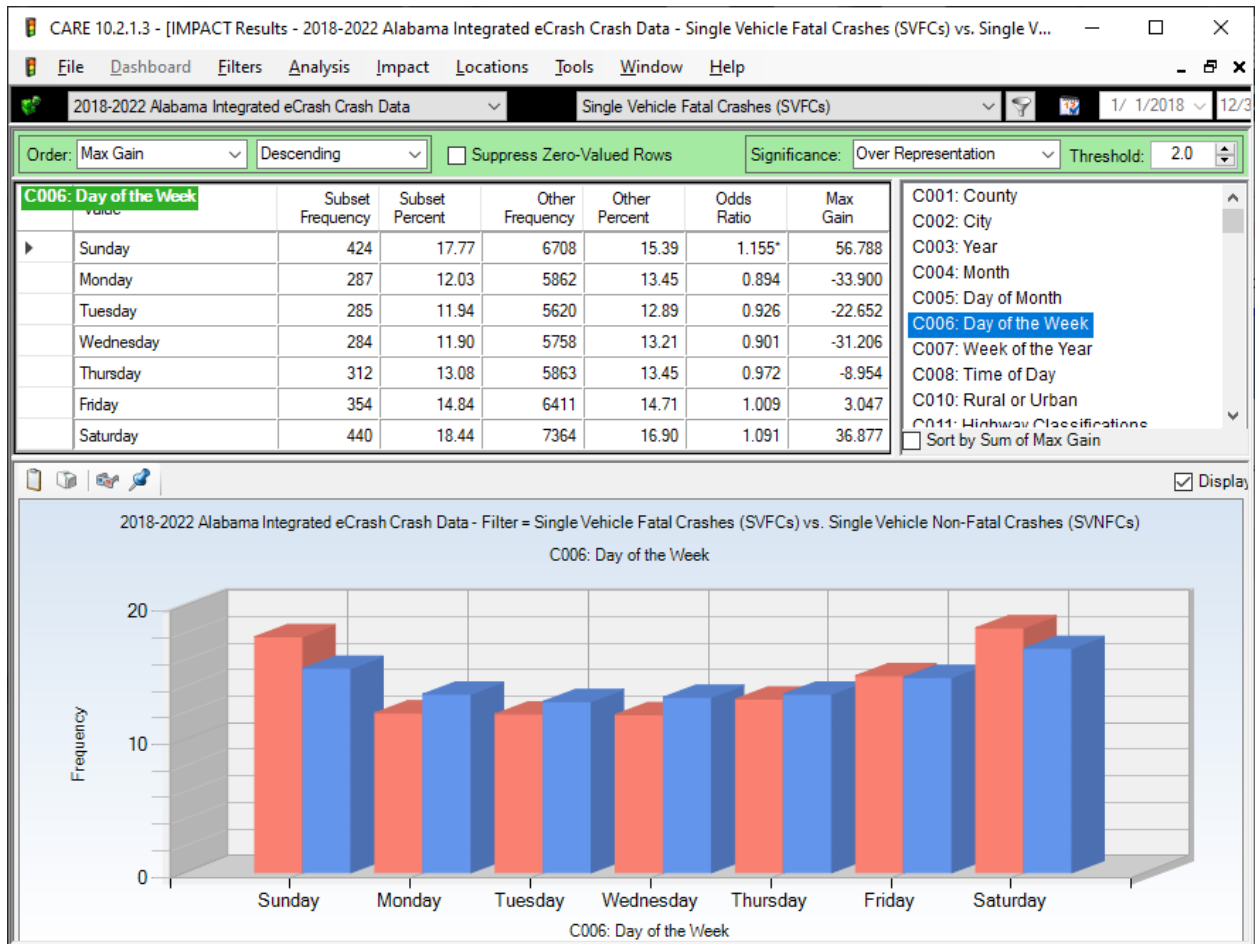 CARE 10.2.1.3 - [IMPACT Results - 2018-2022 Alabama Integrated eCrash Crash Data - Single Vehicle Fatal Crashes (SVFCs) vs. Single V...
File Dashboard Filters Analysis Impact Locations Tools Window Help
2018-2022 Alabama Integrated eCrash Crash Data Single Vehicle Fatal Crashes (SVFCs) 1/ 1/2018 12/3
Order: Max Gain Descending Suppress Zero-Valued Rows Significance: Over Representation Threshold: 2.0
C006: Day of the Week Subset Frequency Subset Percent Other Frequency Other Percent Odds Ratio Max Gain
Sunday 424 17.77 6708 15.39 1.155* 56.788
Monday 287 12.03 5862 13.45 0.894 -33.900
Tuesday 285 11.94 5620 12.89 0.926 -22.652
Wednesday 284 11.90 5758 13.21 0.901 -31.206
Thursday 312 13.08 5863 13.45 0.972 -8.954
Friday 354 14.84 6411 14.71 1.009 3.047
Saturday 440 18.44 7364 16.90 1.091 36.877
C001: County
C002: City
C003: Year
C004: Month
C005: Day of Month
C006: Day of the Week
C007: Week of the Year
C008: Time of Day
C010: Rural or Urban
C011: Highway Classifications
Sort by Sum of Max Gain
Display
2018-2022 Alabama Integrated eCrash Crash Data - Filter = Single Vehicle Fatal Crashes (SVFCs) vs. Single Vehicle Non-Fatal Crashes (SVNFCs)
C006: Day of the Week
Frequency
20
10
0
Sunday Monday Tuesday Wednesday Thursday Friday Saturday
C006: Day of the Week